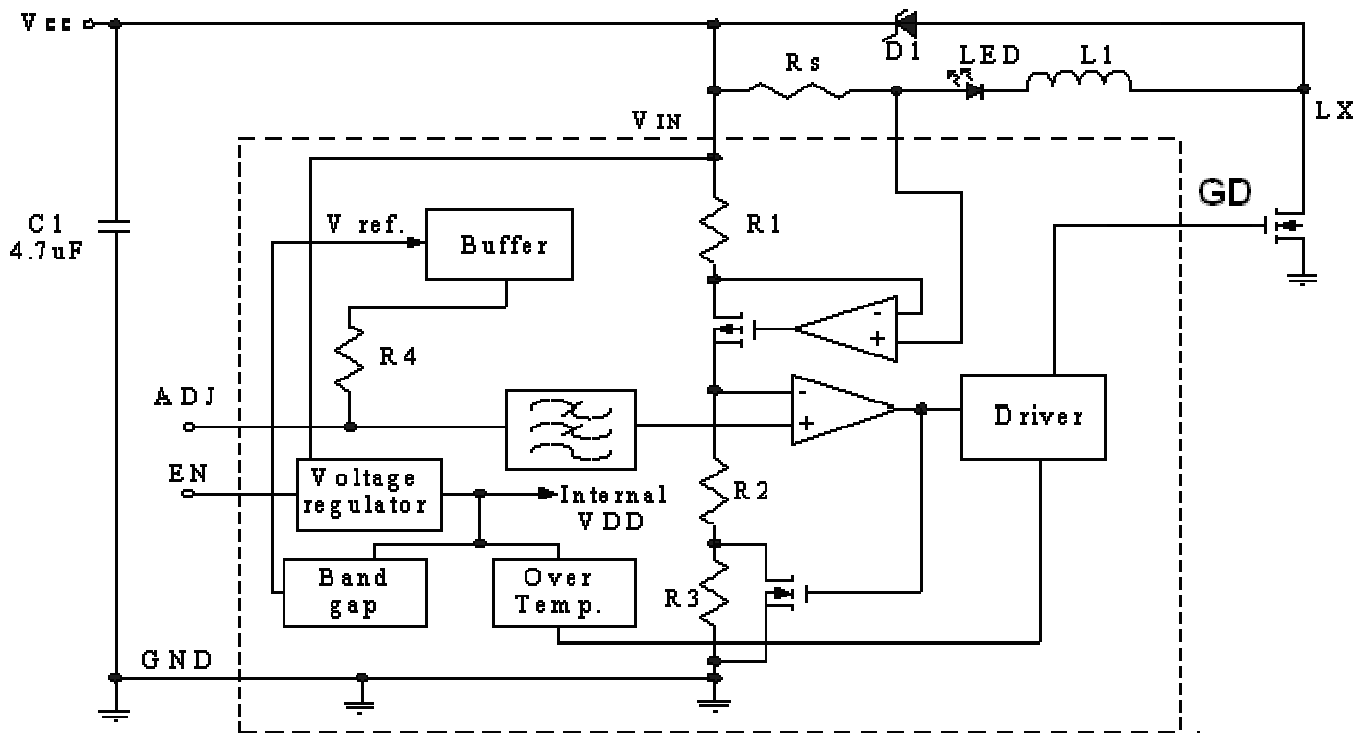 Vcc
D1
Rs
LED
L1
LX
VIN
GD
C1
4.7uF
V ref.
Buffer
R1
-
+
R4
ADJ
-
+
Driver
EN
Voltage
regulator
Internal
VDD
R2
Band
gap
Over
Temp.
R3
GND